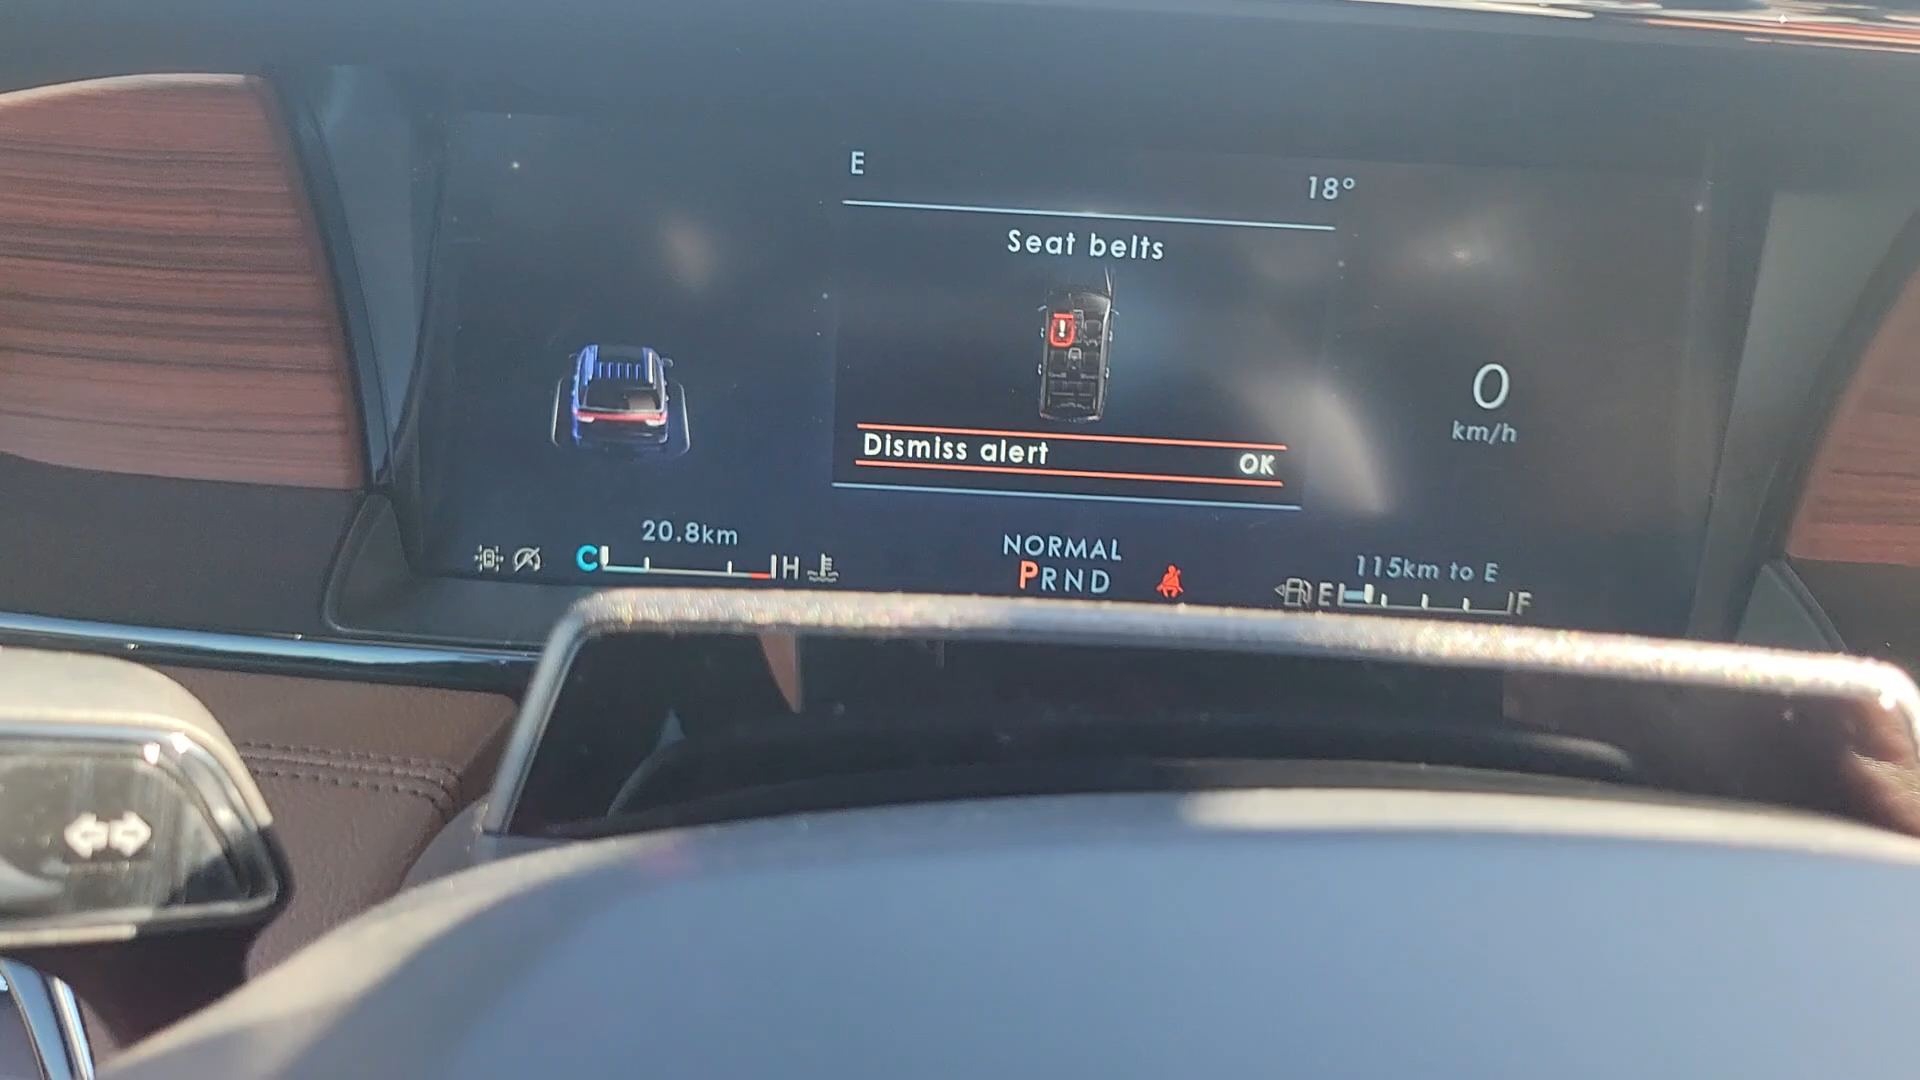 E
18°
Seat belts
!
Dismiss alert OK
0
km/h
20.8km
C H
NORMAL
PRND
115km to E
E F